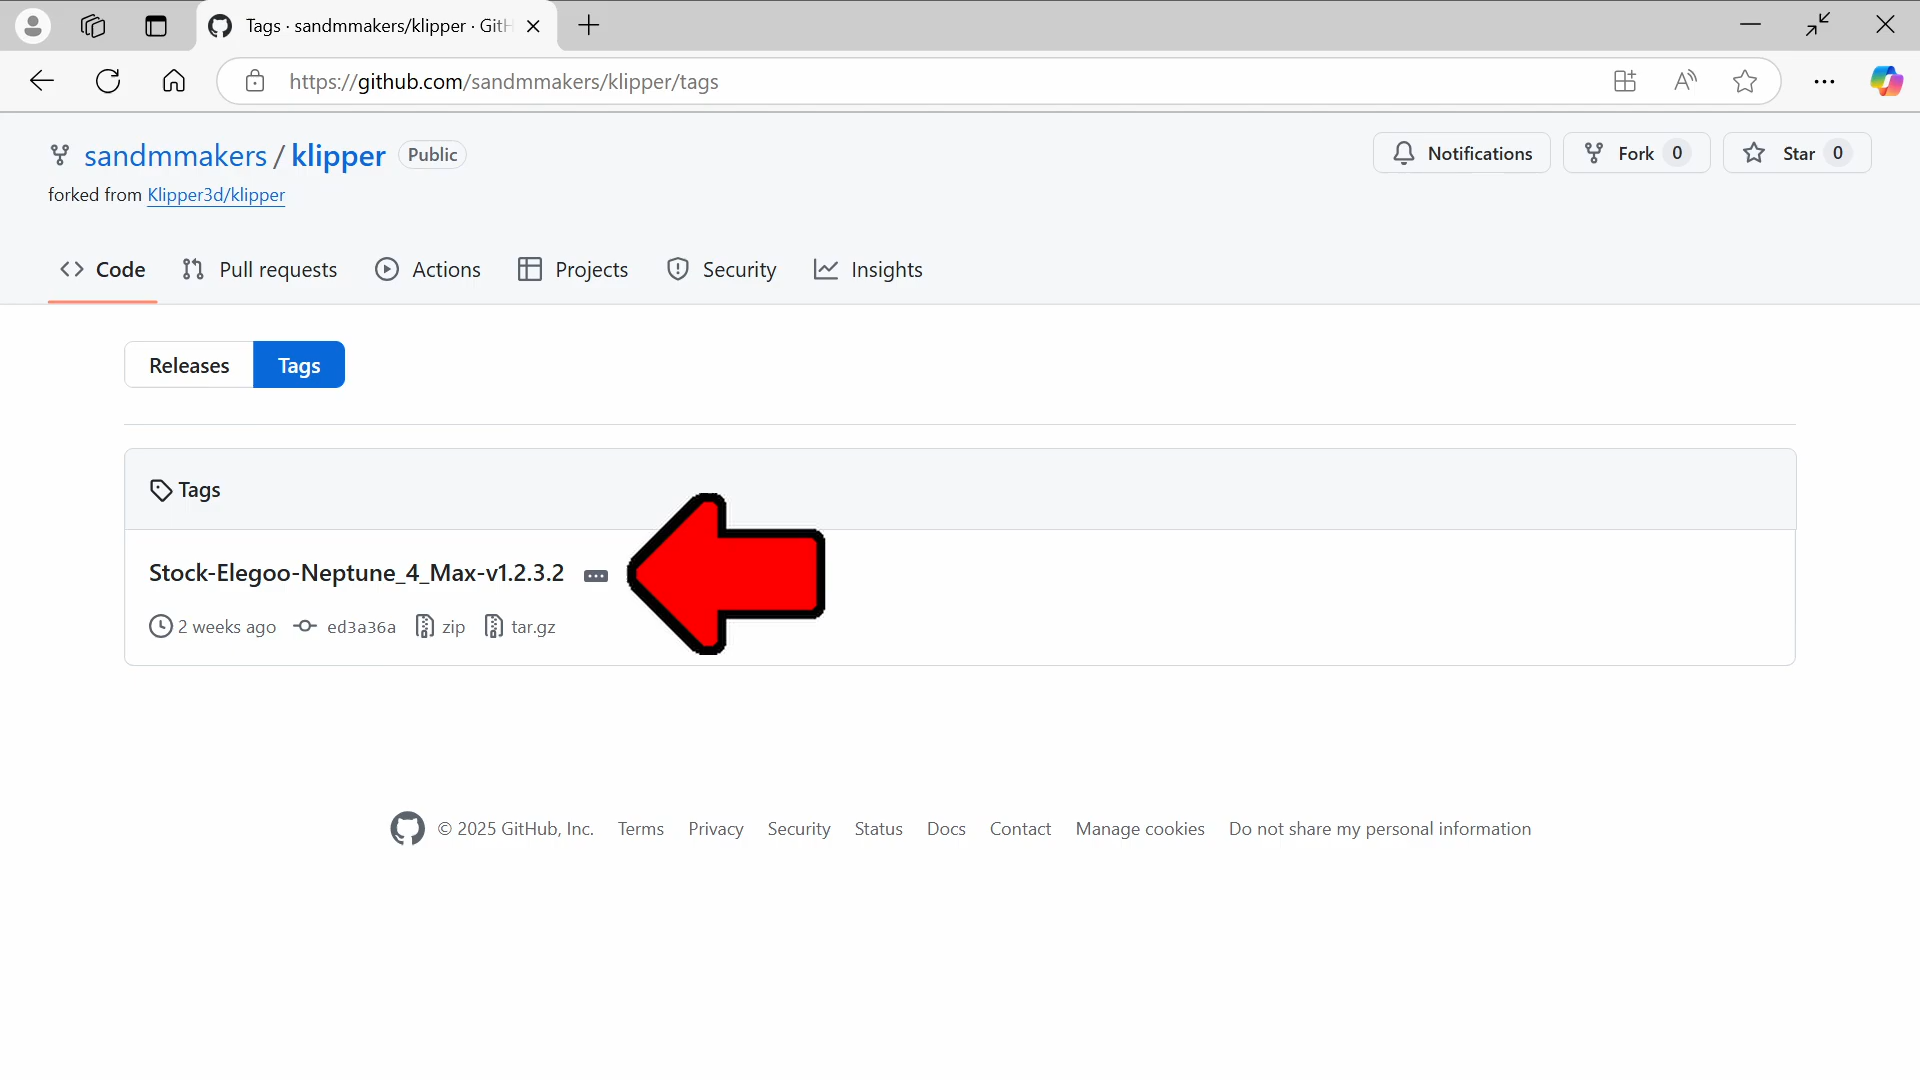 Tags · sandmmakers/klipper · GitH
https://github.com/sandmmakers/klipper/tags
sandmmakers / klipper Public
Notifications
Fork 0
Star 0
forked from Klipper3d/klipper
Code
Pull requests
Actions
Projects
Security
Insights
Releases
Tags
Tags
Stock-Elegoo-Neptune_4_Max-v1.2.3.2
2 weeks ago ed3a36a zip tar.gz
© 2025 GitHub, Inc. Terms Privacy Security Status Docs Contact Manage cookies Do not share my personal information